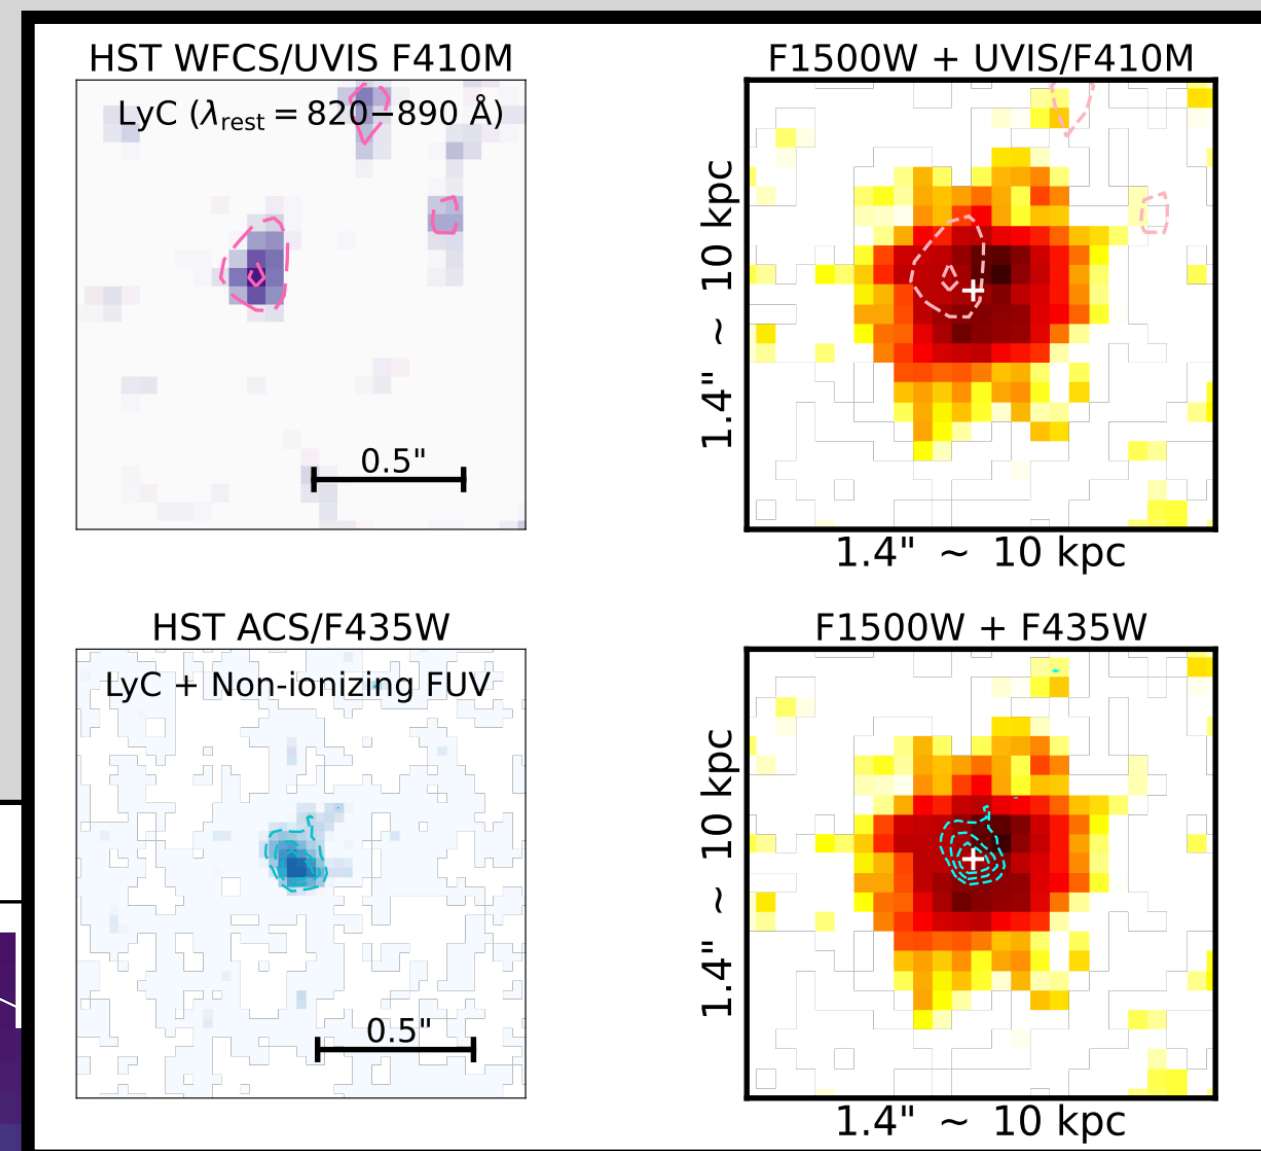 HST WFCS/UVIS F410M
LyC (λrest = 820−890 Å)
0.5"
F1500W + UVIS/F410M
1.4" ~ 10 kpc
1.4" ~ 10 kpc
HST ACS/F435W
LyC + Non-ionizing FUV
0.5"
F1500W + F435W
1.4" ~ 10 kpc
1.4" ~ 10 kpc